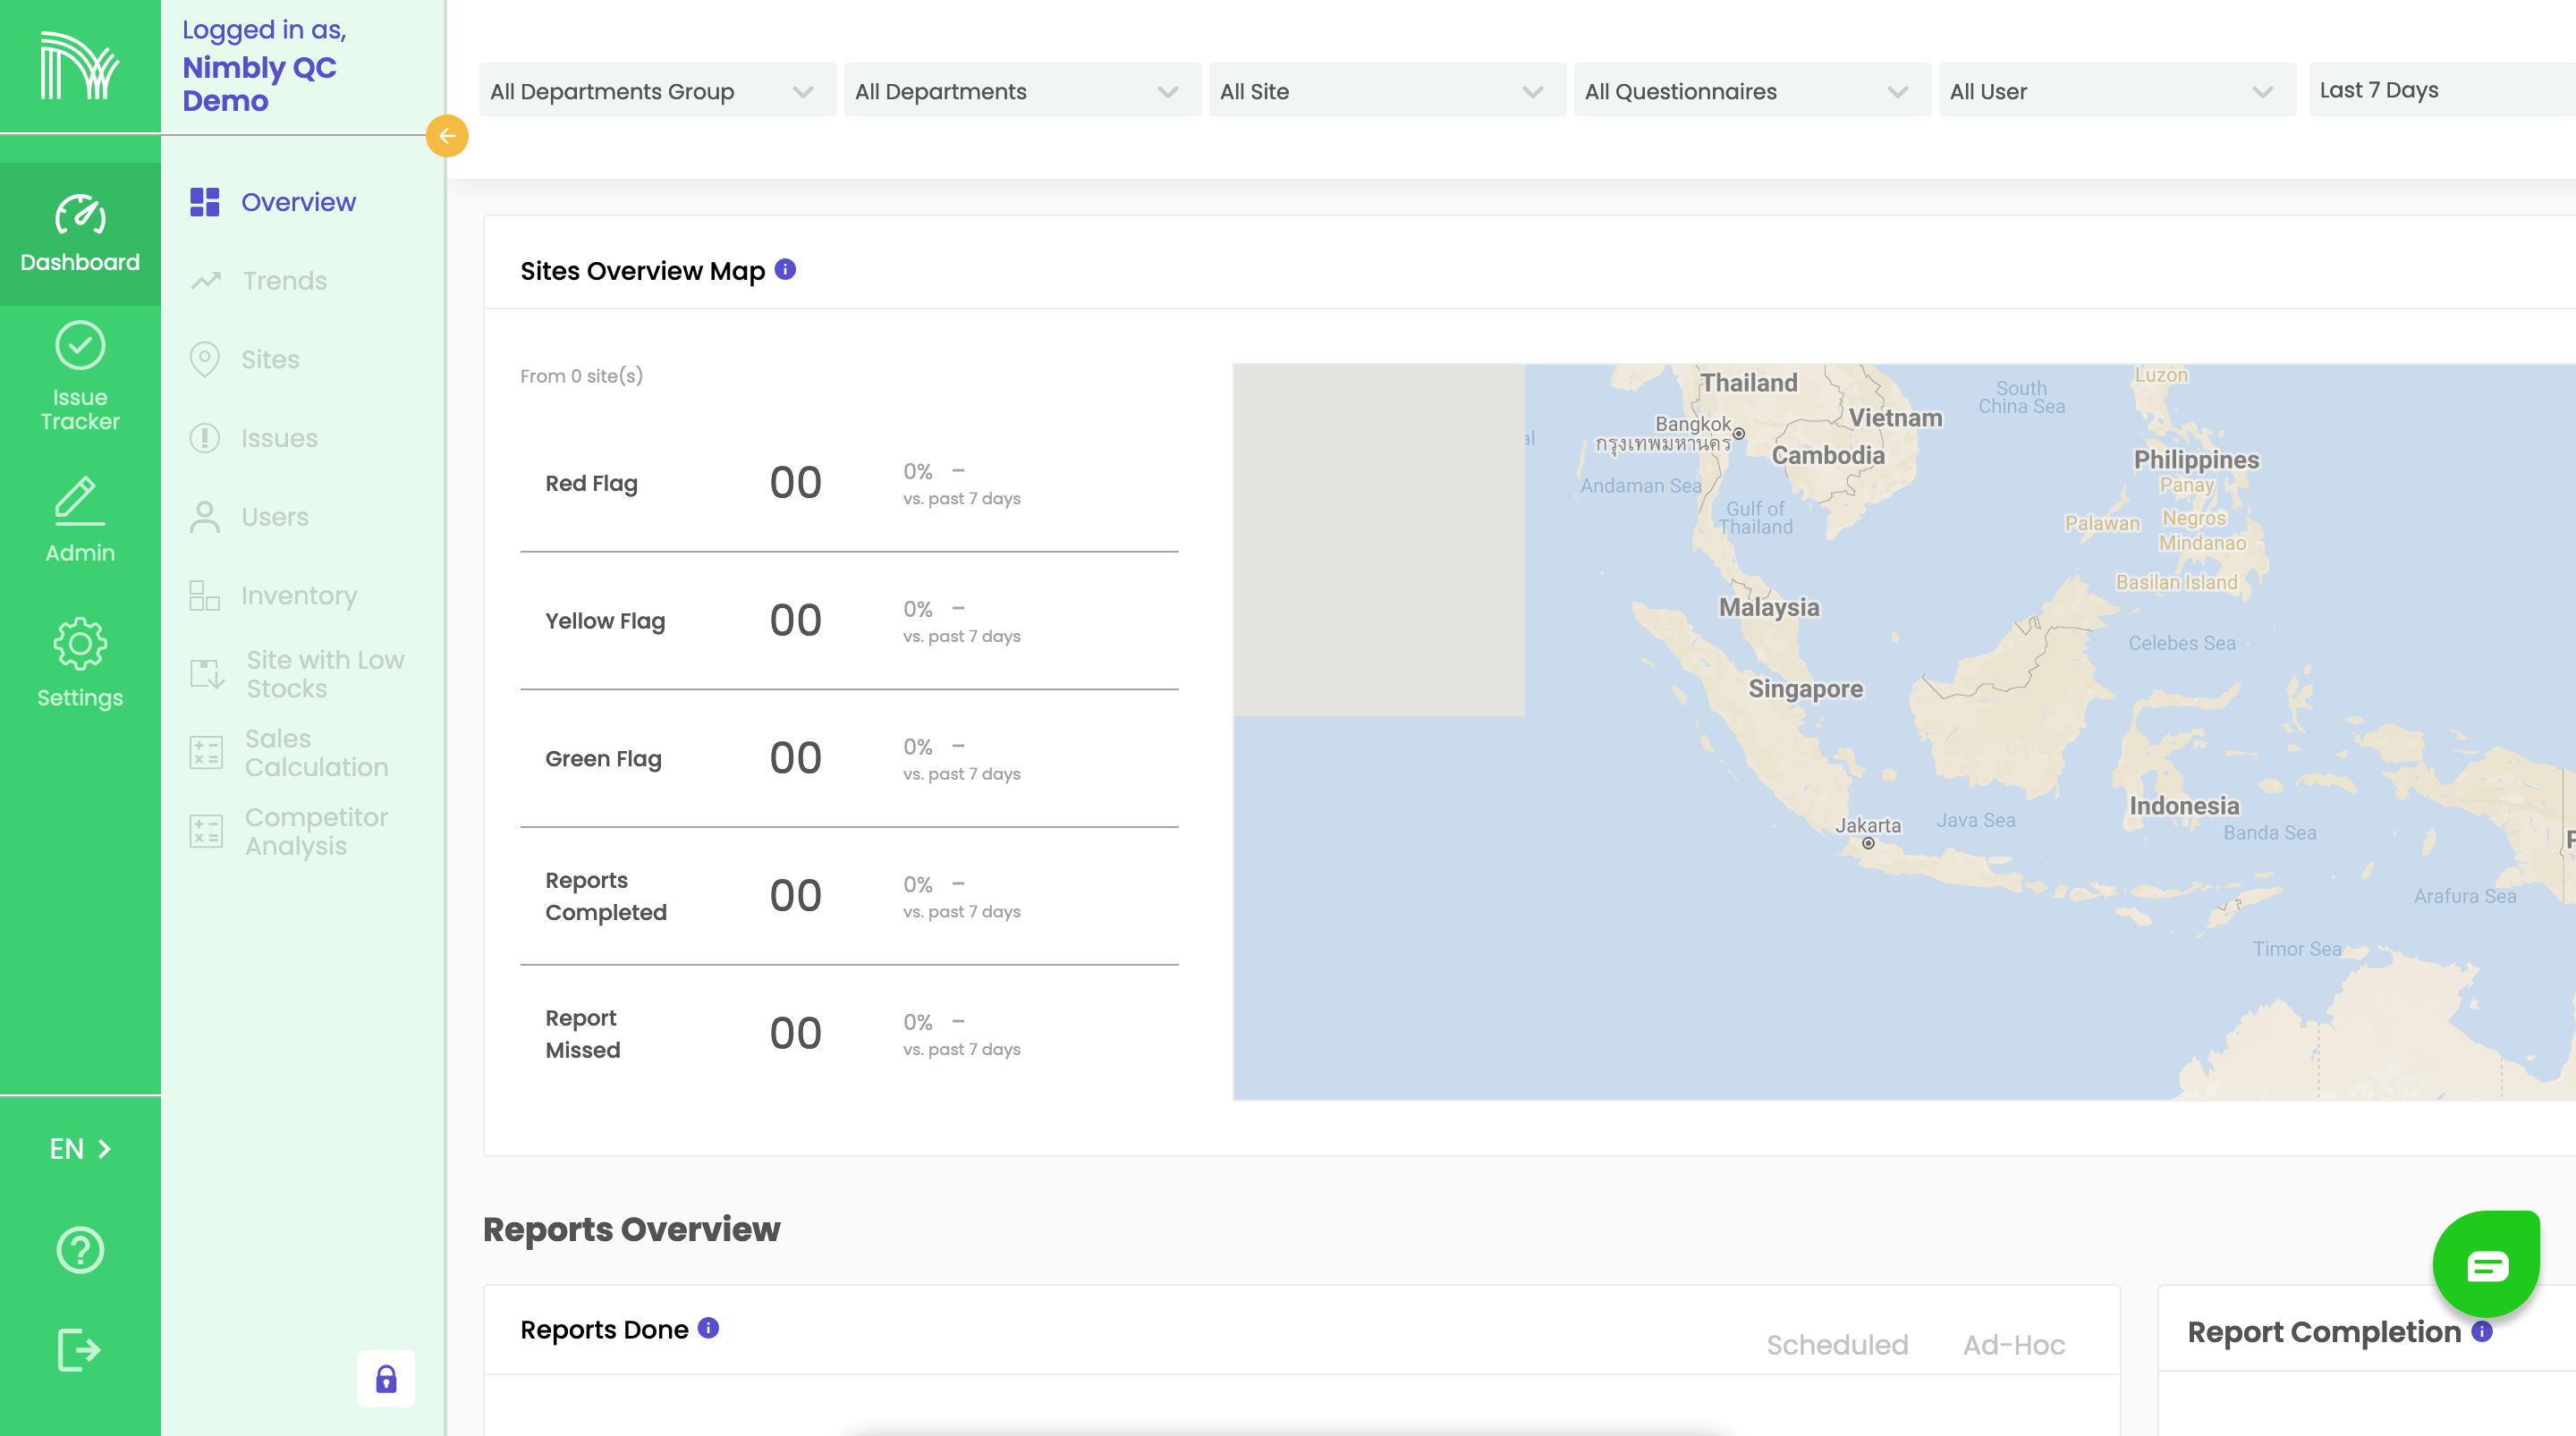 Logged in as,
Nimbly QC
Demo
Dashboard
Issue
Tracker
Admin
Settings
EN
Overview
Trends
Sites
Issues
Users
Inventory
Site with Low
Stocks
Sales
Calculation
Competitor
Analysis
All Departments Group
All Departments
All Site
All Questionnaires
All User
Last 7 Days
Sites Overview Map
From 0 site(s)
Red Flag 00 0% –
vs. past 7 days
Yellow Flag 00 0% –
vs. past 7 days
Green Flag 00 0% –
vs. past 7 days
Reports
Completed 00 0% –
vs. past 7 days
Report
Missed 00 0% –
vs. past 7 days
Thailand
Luzon
South
China Sea
Vietnam
Bangkok
กรุงเทพมหานคร
al
Cambodia
Philippines
Andaman Sea
Panay
Gulf of
Thailand
Palawan
Negros
Mindanao
Basilan Island
Malaysia
Celebes Sea
Singapore
Indonesia
Jakarta
Java Sea
Banda Sea
Arafura Sea
Timor Sea
Reports Overview
Reports Done
Scheduled
Ad-Hoc
Report Completion